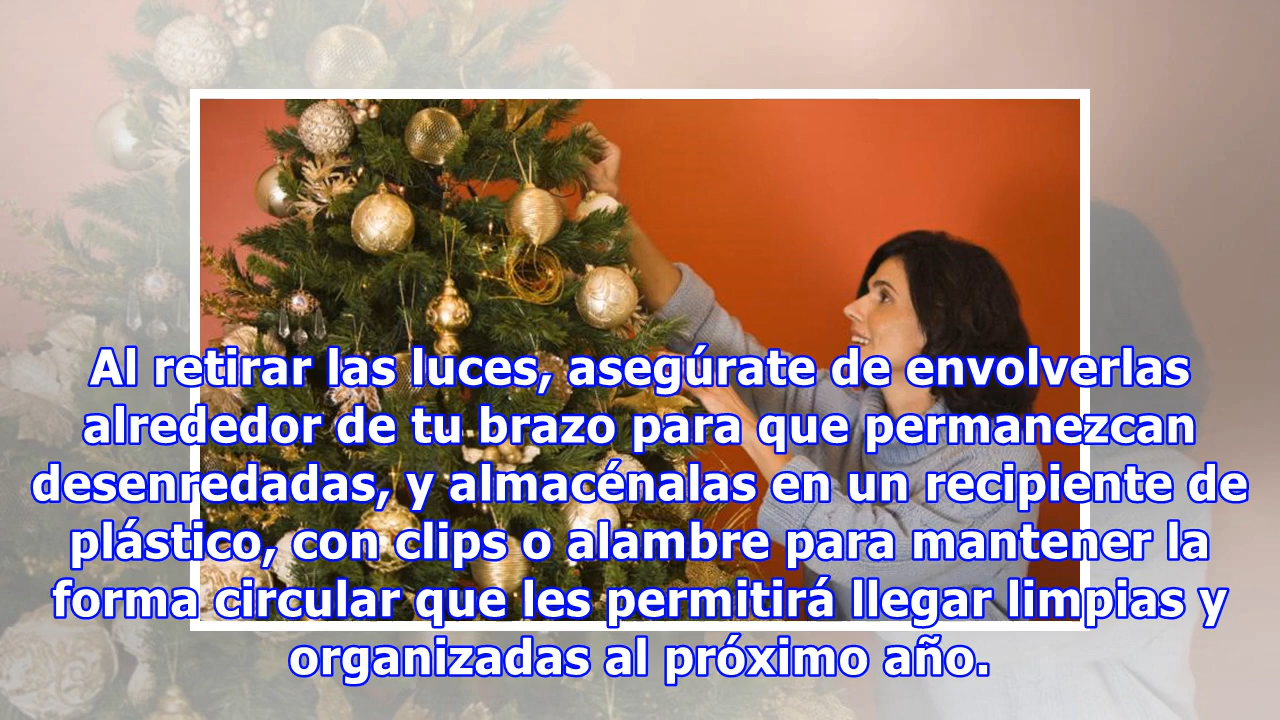 Al retirar las luces, asegúrate de envolverlas
alrededor de tu brazo para que permanezcan
desenredadas, y almacénalas en un recipiente de
plástico, con clips o alambre para mantener la
forma circular que les permitirá llegar limpias y
organizadas al próximo año.